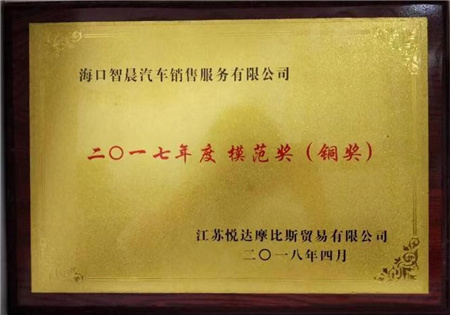 海口智晨汽车销售服务有限公司
二〇一七年度 模范奖（铜奖）
江苏悦达摩比斯贸易有限公司
二〇一八年四月